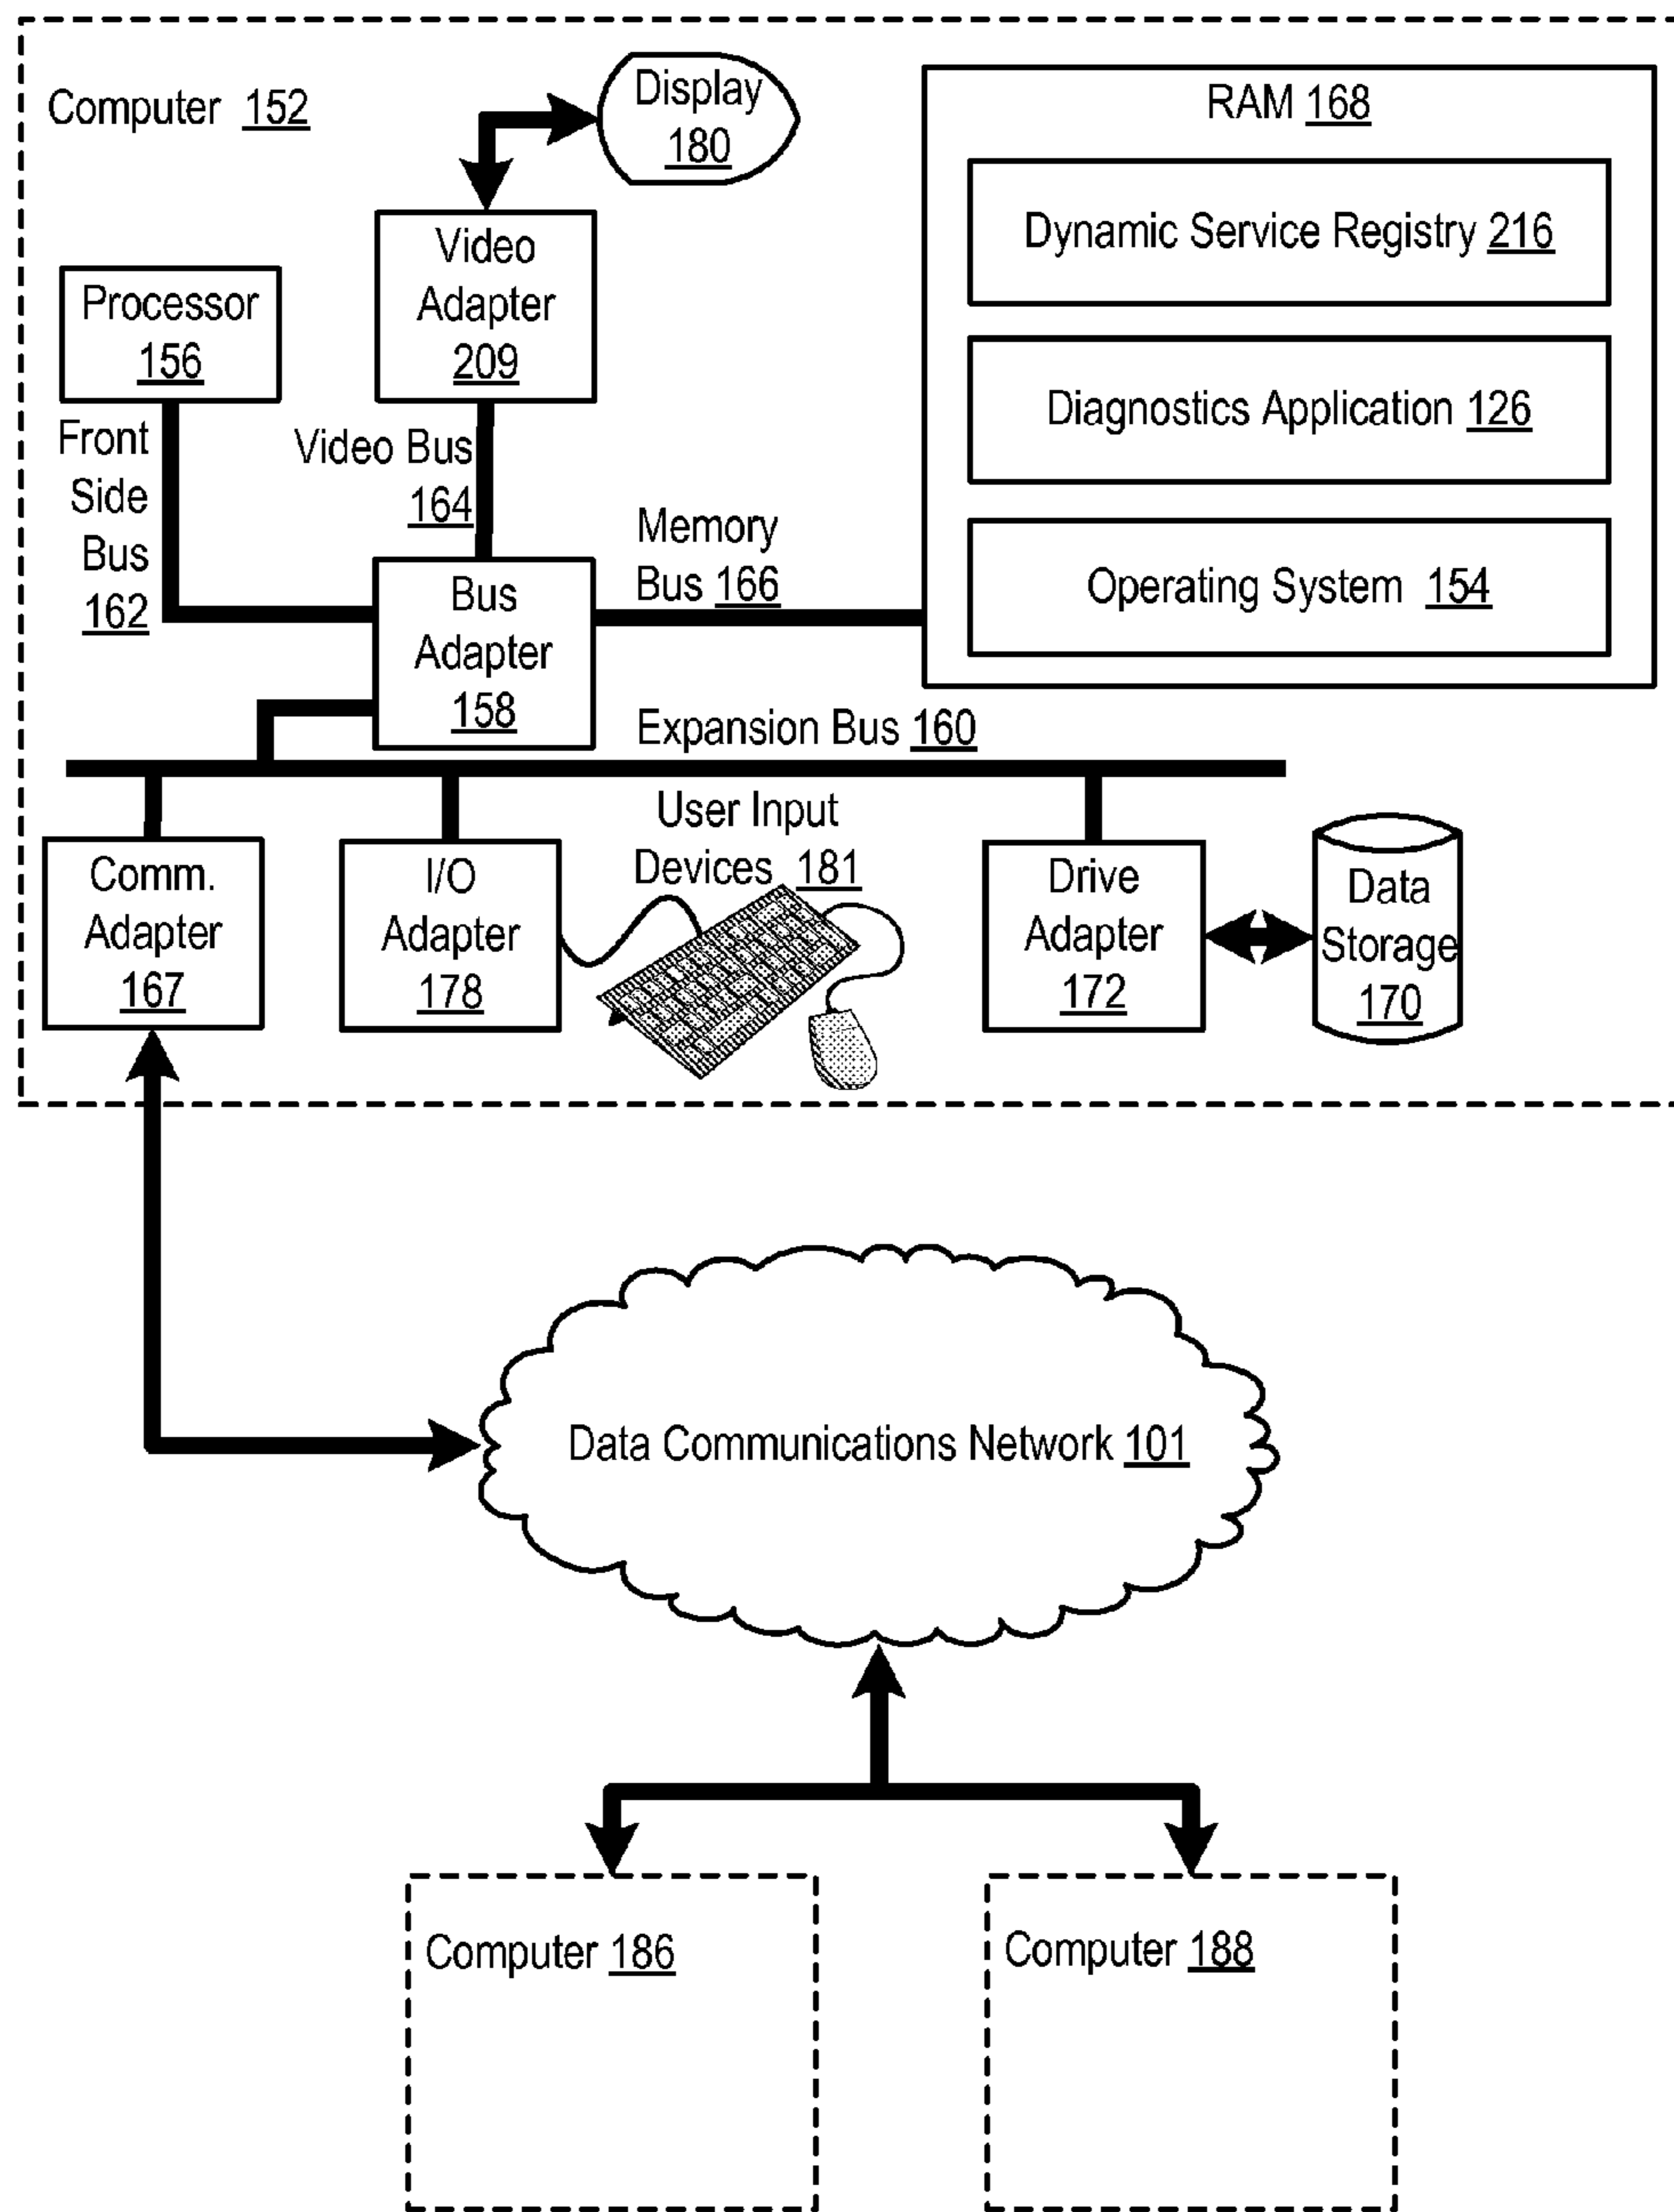 Computer 152
Display
180
RAM 168
Dynamic Service Registry 216
Diagnostics Application 126
Operating System 154
Video
Adapter
209
Processor
156
Front
Side
Bus
162
Video Bus
164
Memory
Bus 166
Bus
Adapter
158
Expansion Bus 160
Comm.
Adapter
167
I/O
Adapter
178
User Input
Devices 181
Drive
Adapter
172
Data
Storage
170
Data Communications Network 101
Computer 186
Computer 188